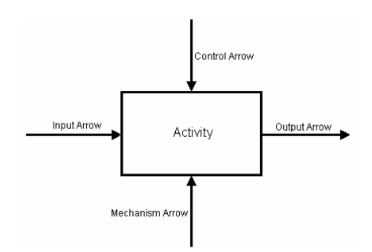 Control Arrow
Input Arrow
Activity
Output Arrow
Mechanism Arrow